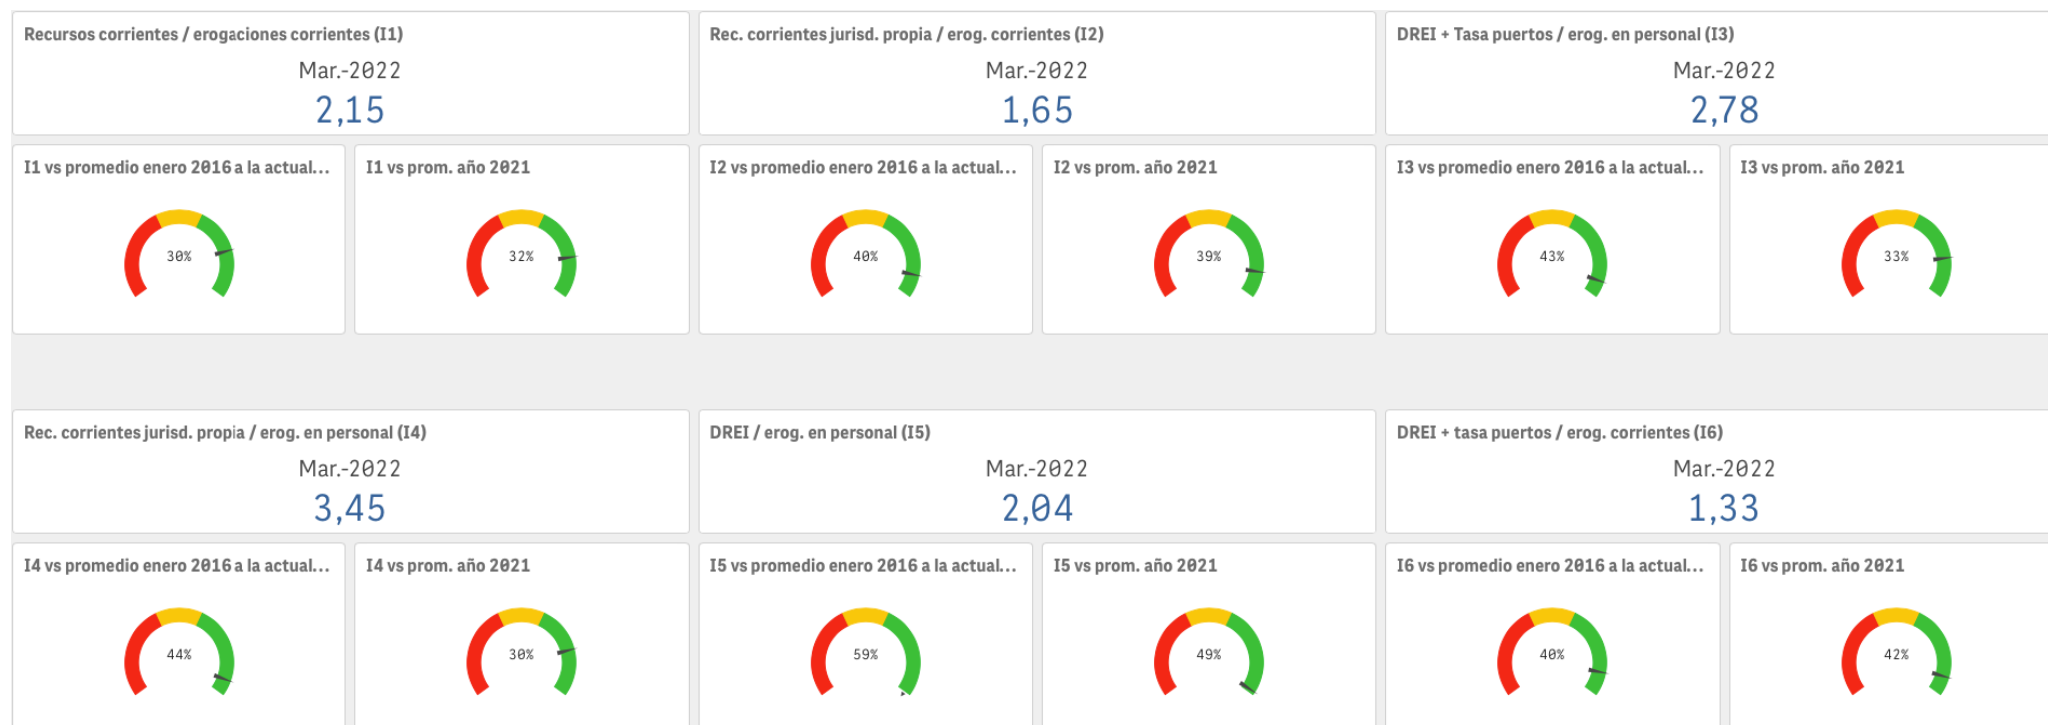 Recursos corrientes / erogaciones corrientes (I1)
Mar.-2022
2,15
Rec. corrientes jurisd. propia / erog. corrientes (I2)
Mar.-2022
1,65
DREI + Tasa puertos / erog. en personal (I3)
Mar.-2022
2,78
I1 vs promedio enero 2016 a la actual...
30%
I1 vs prom. año 2021
32%
I2 vs promedio enero 2016 a la actual...
40%
I2 vs prom. año 2021
39%
I3 vs promedio enero 2016 a la actual...
43%
I3 vs prom. año 2021
33%
Rec. corrientes jurisd. propia / erog. en personal (I4)
Mar.-2022
3,45
DREI / erog. en personal (I5)
Mar.-2022
2,04
DREI + tasa puertos / erog. corrientes (I6)
Mar.-2022
1,33
I4 vs promedio enero 2016 a la actual...
44%
I4 vs prom. año 2021
30%
I5 vs promedio enero 2016 a la actual...
59%
I5 vs prom. año 2021
49%
I6 vs promedio enero 2016 a la actual...
40%
I6 vs prom. año 2021
42%